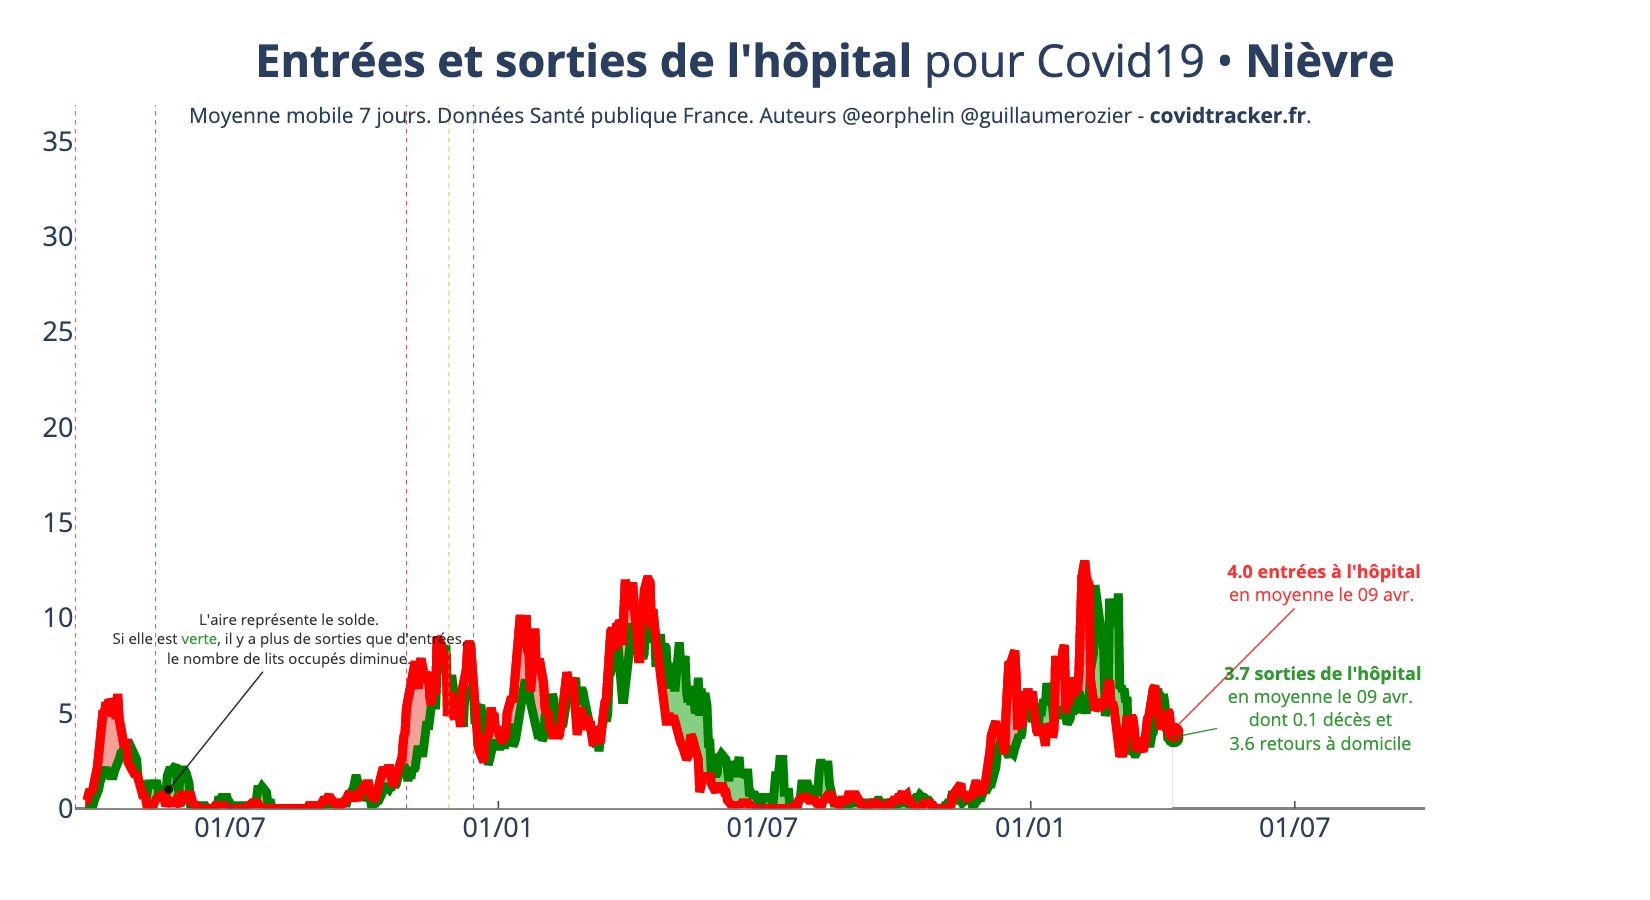 Entrées et sorties de l'hôpital pour Covid19 • Nièvre
Moyenne mobile 7 jours. Données Santé publique France. Auteurs @eorphelin @guillaumerozier - covidtracker.fr.
35
30
25
20
15
10
5
0
L'aire représente le solde.
Si elle est verte, il y a plus de sorties que d'entrées,
le nombre de lits occupés diminue.
4.0 entrées à l'hôpital
en moyenne le 09 avr.
3.7 sorties de l'hôpital
en moyenne le 09 avr.
dont 0.1 décès et
3.6 retours à domicile
01/07
01/01
01/07
01/01
01/07